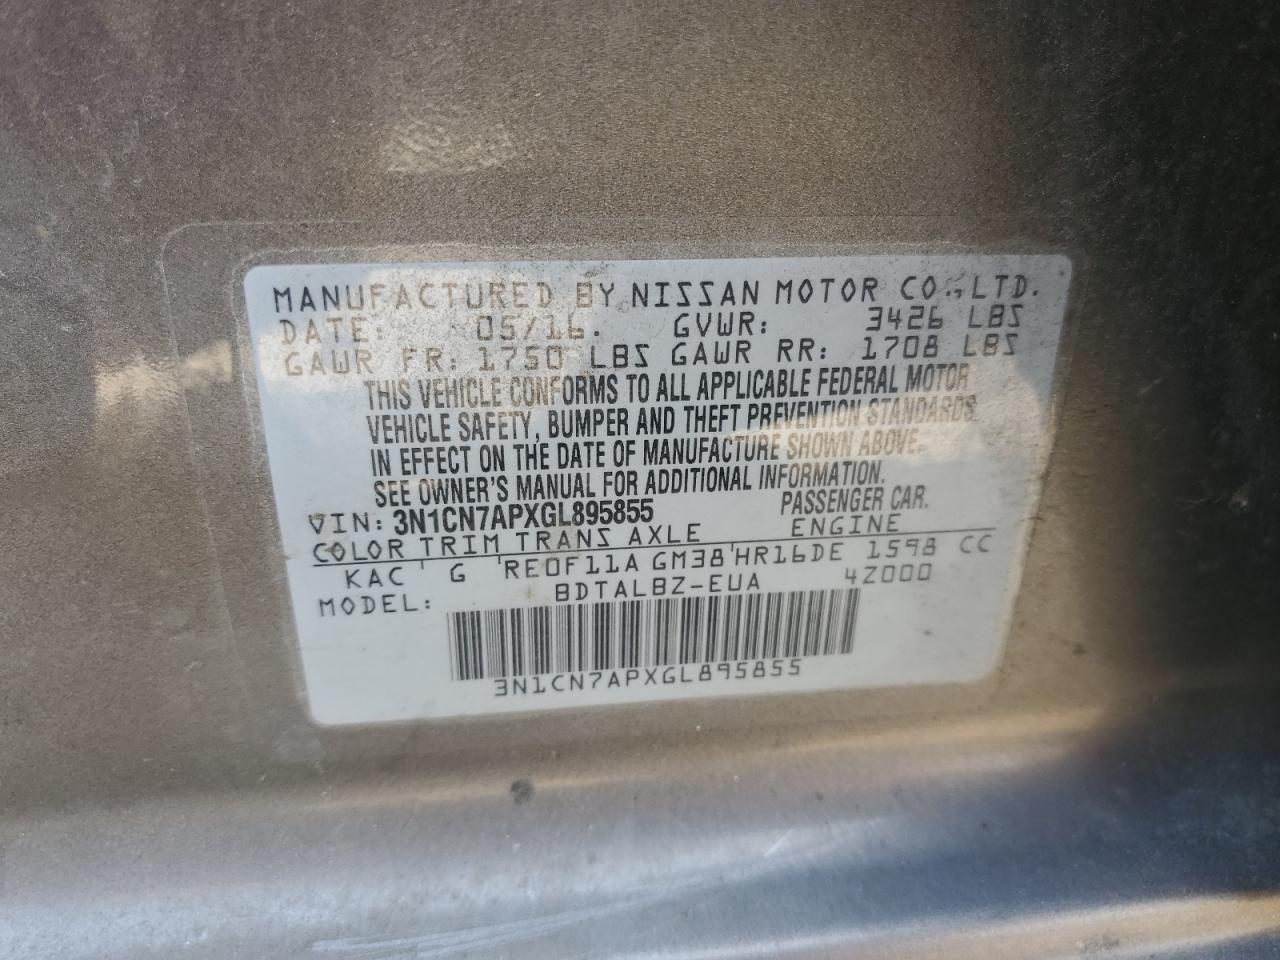 MANUFACTURED BY NISSAN MOTOR CO., LTD.
DATE: 05/16. GVWR: 3426 LBS
GAWR FR: 1750 LBS GAWR RR: 1708 LBS
THIS VEHICLE CONFORMS TO ALL APPLICABLE FEDERAL MOTOR
VEHICLE SAFETY, BUMPER AND THEFT PREVENTION STANDARDS
IN EFFECT ON THE DATE OF MANUFACTURE SHOWN ABOVE.
SEE OWNER'S MANUAL FOR ADDITIONAL INFORMATION.
VIN: 3N1CN7APXGL895855 PASSENGER CAR.
COLOR TRIM TRANS AXLE ENGINE
KAC G RE0F11A GM38 HR16DE 1598 CC
MODEL: BDTALBZ-EUA 4Z000
3N1CN7APXGL895855